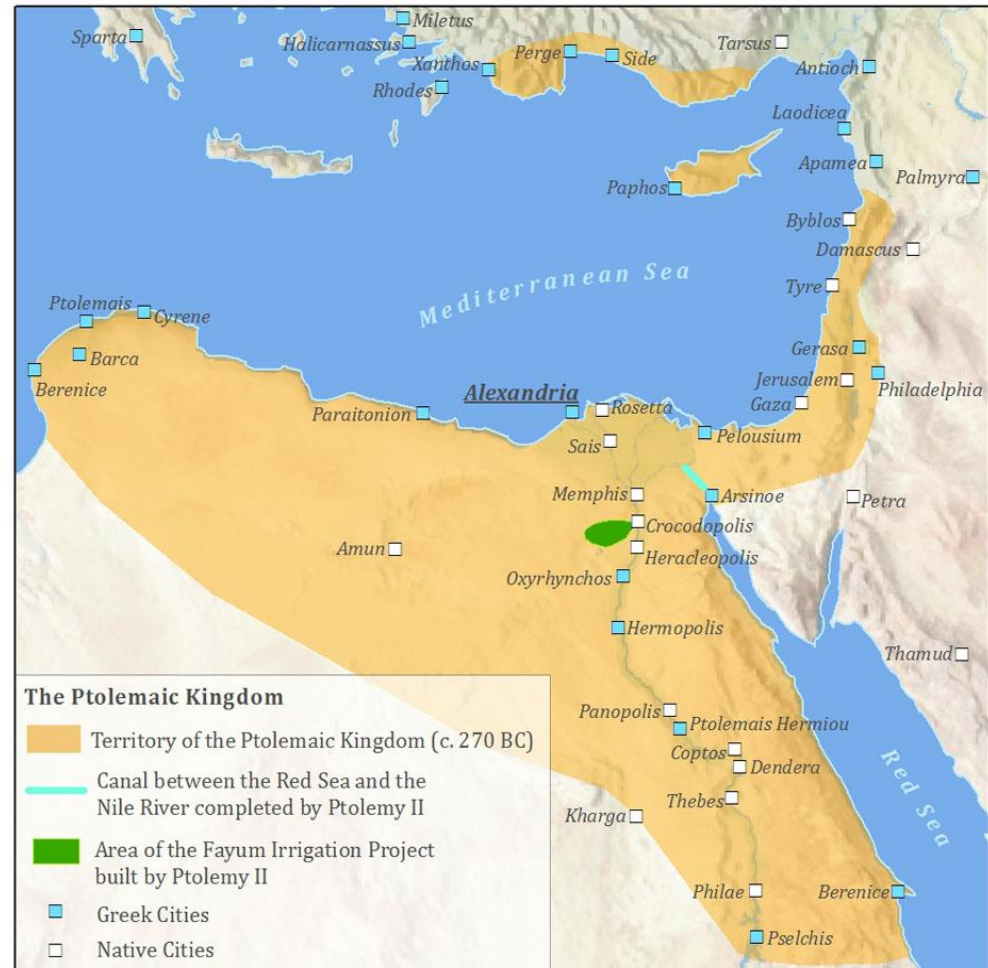 Miletus
Sparta
Halicarnassus
Perge
Side
Tarsus
Xanthos
Antioch
Rhodes
Laodicea
Apamea
Palmyra
Paphos
Byblos
Damascus
Mediterranean Sea
Tyre
Ptolemais
Cyrene
Gerasa
Barca
Jerusalem
Philadelphia
Berenice
Alexandria
Gaza
Paraitonion
Rosetta
Pelousium
Sais
Memphis
Arsinoe
Petra
Crocodopolis
Amun
Heracleopolis
Oxyrhynchos
Hermopolis
Thamud
Panopolis
Ptolemais Hermiou
Coptos
Dendera
Red Sea
Thebes
Kharga
Philae
Berenice
Pselchis
The Ptolemaic Kingdom
Territory of the Ptolemaic Kingdom (c. 270 BC)
Canal between the Red Sea and the
Nile River completed by Ptolemy II
Area of the Fayum Irrigation Project
built by Ptolemy II
Greek Cities
Native Cities